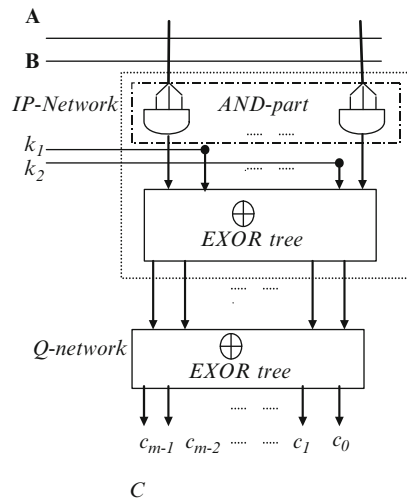 A
B
IP-Network AND-part
..... .....
k1
k2
..... .....
EXOR tree
..... .....
Q-network
EXOR tree
..... .....
cm-1 cm-2 ..... ..... c1 c0
C